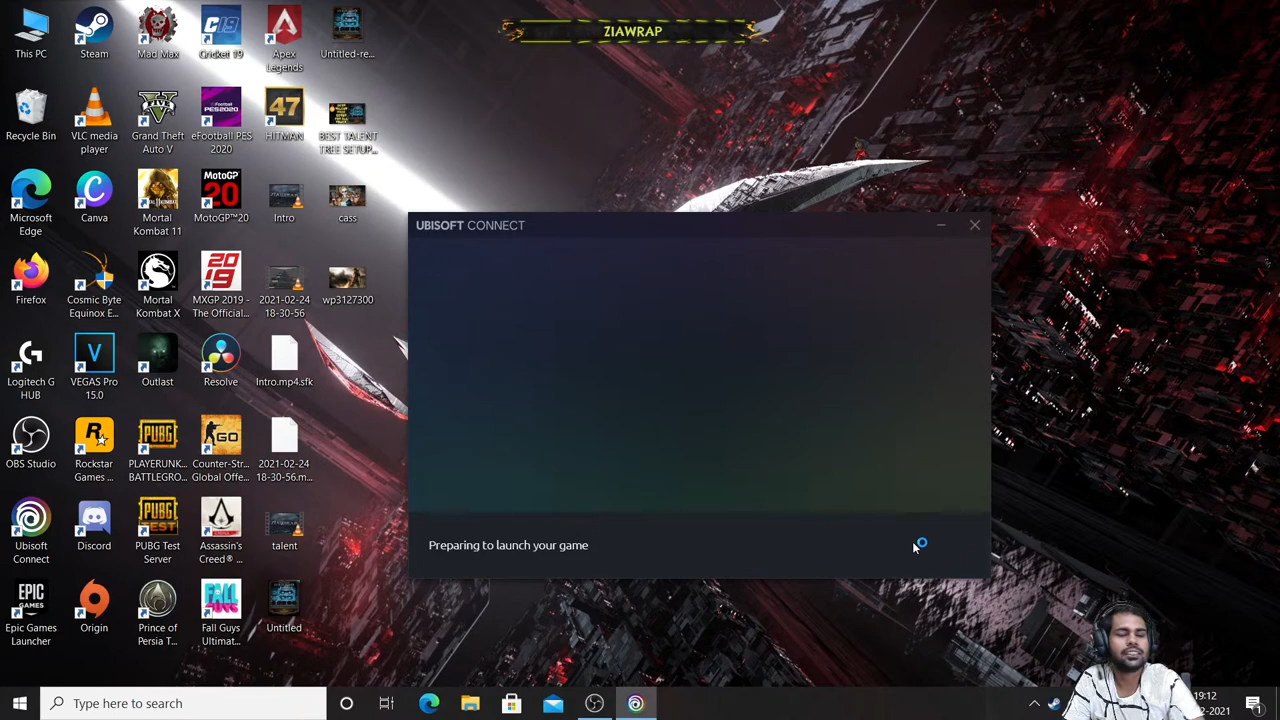 ZIAWRAP
This PC
Steam
Mad Max
Cricket 19
Apex
Legends
Untitled-re...
Recycle Bin
VLC media
player
Grand Theft
Auto V
eFootball PES
2020
47
HITMAN
BEST TALENT
TREE SETUP...
Microsoft
Edge
Canva
Mortal
Kombat 11
MotoGP™20
Intro
cass
Firefox
Cosmic Byte
Equinox E...
Mortal
Kombat X
MXGP 2019 -
The Official...
2021-02-24
18-30-56
wp3127300
Logitech G
HUB
VEGAS Pro
15.0
Outlast
Resolve
Intro.mp4.sfk
OBS Studio
Rockstar
Games ...
PLAYERUNK...
BATTLEGRO...
Counter-Str...
Global Offe...
2021-02-24
18-30-56.m...
Ubisoft
Connect
Discord
PUBG Test
Server
Assassin's
Creed® ...
talent
Epic Games
Launcher
Origin
Prince of
Persia T...
Fall Guys
Ultimat...
Untitled
UBISOFT CONNECT
Preparing to launch your game
Type here to search
19:12
-2021